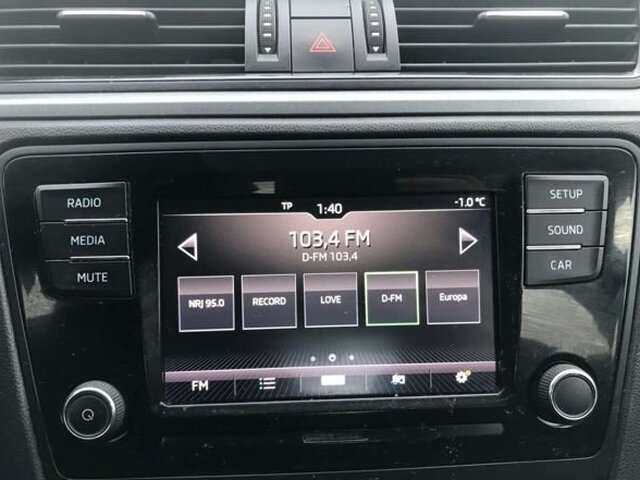 RADIO
MEDIA
MUTE
TP 1:40 -1.0 °C
103,4 FM
D-FM 103.4
NRJ 95.0 RECORD LOVE D-FM Europa
FM
SETUP
SOUND
CAR